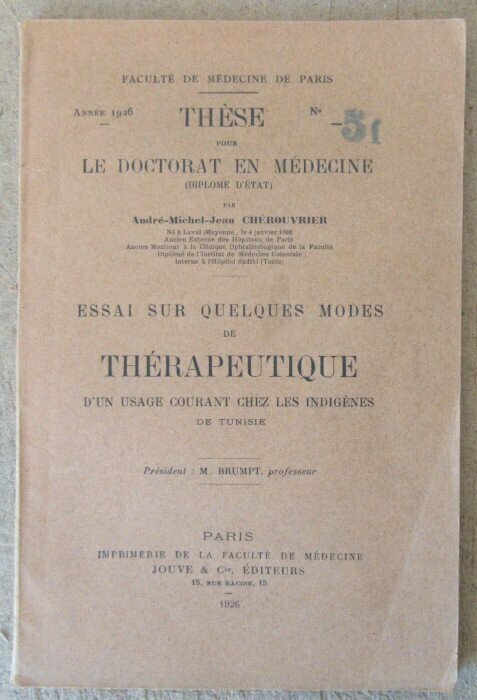 FACULTÉ DE MÉDECINE DE PARIS
ANNÉE 1926 THÈSE N° 51
POUR
LE DOCTORAT EN MÉDECINE
(DIPLOME D'ÉTAT)
PAR
André-Michel-Jean CHÉROUVRIER
Né à Laval (Mayenne), le 4 janvier
Ancien Externe des Hôpitaux de Paris
Ancien Moniteur à la Clinique Ophtalmologique de la Faculté
Diplômé de l'Institut de Médecine Coloniale
Interne à l'Hôpital Sadiki (Tunis)
ESSAI SUR QUELQUES MODES
DE
THÉRAPEUTIQUE
D'UN USAGE COURANT CHEZ LES INDIGÈNES
DE TUNISIE
Président : M. BRUMPT, professeur
PARIS
IMPRIMERIE DE LA FACULTÉ DE MÉDECINE
JOUVE & Cie, ÉDITEURS
15, RUE RACINE, 15
1926